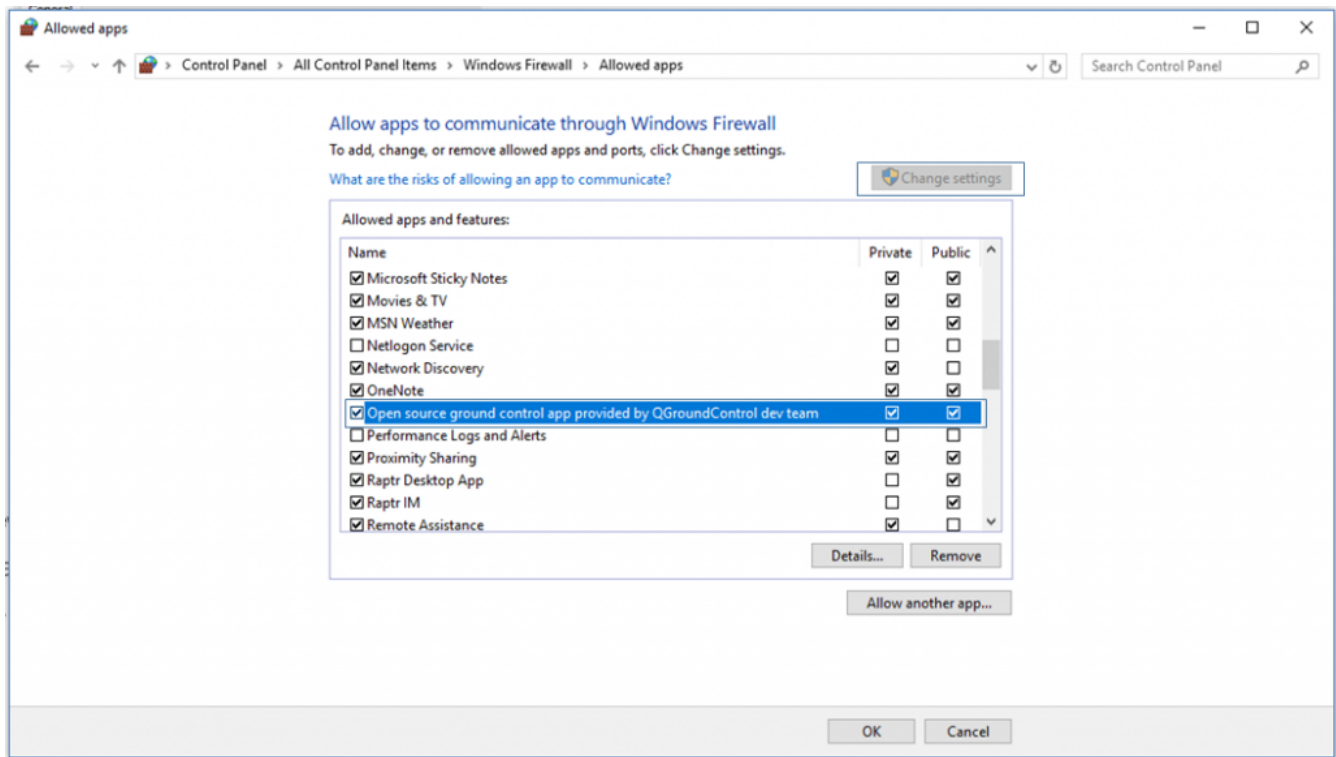 Allowed apps
Control Panel > All Control Panel Items > Windows Firewall > Allowed apps
Search Control Panel
Allow apps to communicate through Windows Firewall
To add, change, or remove allowed apps and ports, click Change settings.
What are the risks of allowing an app to communicate?
Change settings
Allowed apps and features:
Name Private Public
Microsoft Sticky Notes
Movies & TV
MSN Weather
Netlogon Service
Network Discovery
OneNote
Open source ground control app provided by QGroundControl dev team
Performance Logs and Alerts
Proximity Sharing
Raptr Desktop App
Raptr IM
Remote Assistance
Details... Remove
Allow another app...
OK Cancel